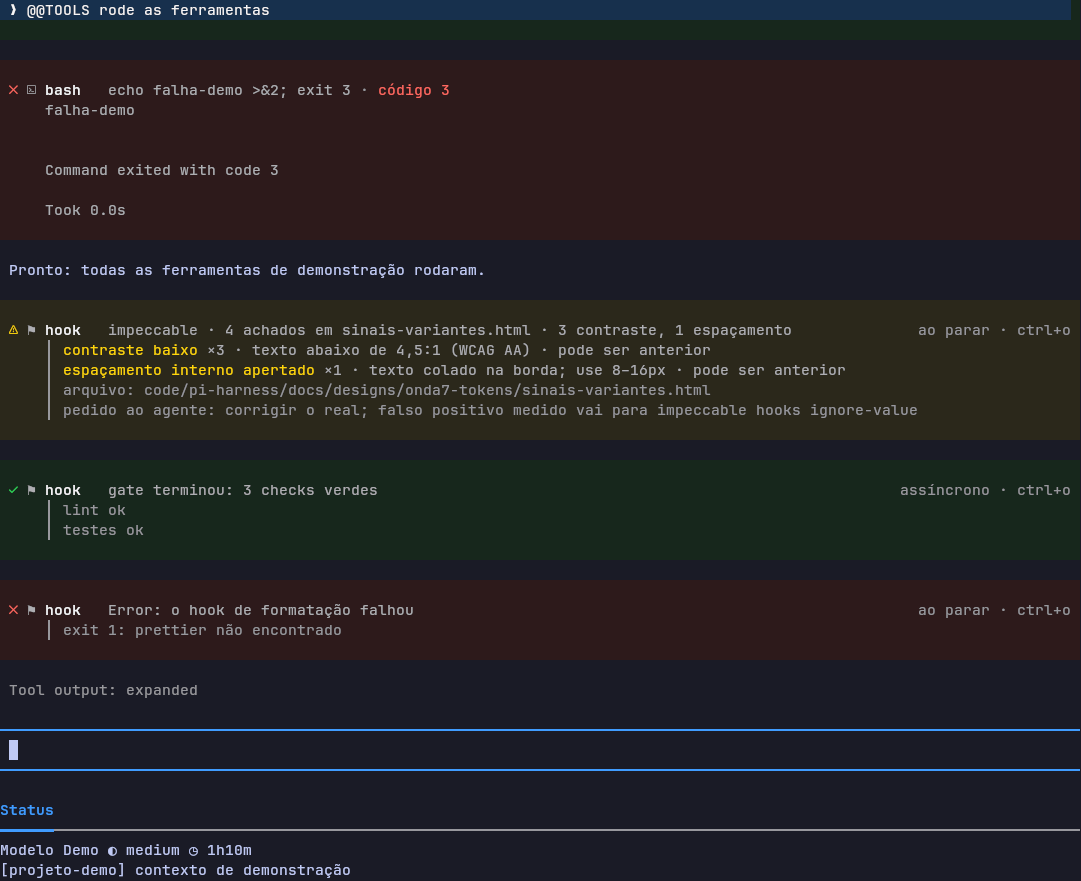 ❱ @@TOOLS rode as ferramentas
bash echo falha-demo >&2; exit 3 · código 3
falha-demo
Command exited with code 3
Took 0.0s
Pronto: todas as ferramentas de demonstração rodaram.
hook impeccable · 4 achados em sinais-variantes.html · 3 contraste, 1 espaçamento ao parar · ctrl+o
contraste baixo ×3 · texto abaixo de 4,5:1 (WCAG AA) · pode ser anterior
espaçamento interno apertado ×1 · texto colado na borda; use 8–16px · pode ser anterior
arquivo: code/pi-harness/docs/designs/onda7-tokens/sinais-variantes.html
pedido ao agente: corrigir o real; falso positivo medido vai para impeccable hooks ignore-value
hook gate terminou: 3 checks verdes assíncrono · ctrl+o
lint ok
testes ok
hook Error: o hook de formatação falhou ao parar · ctrl+o
exit 1: prettier não encontrado
Tool output: expanded
Status
Modelo Demo ◐ medium ◷ 1h10m
[projeto-demo] contexto de demonstração